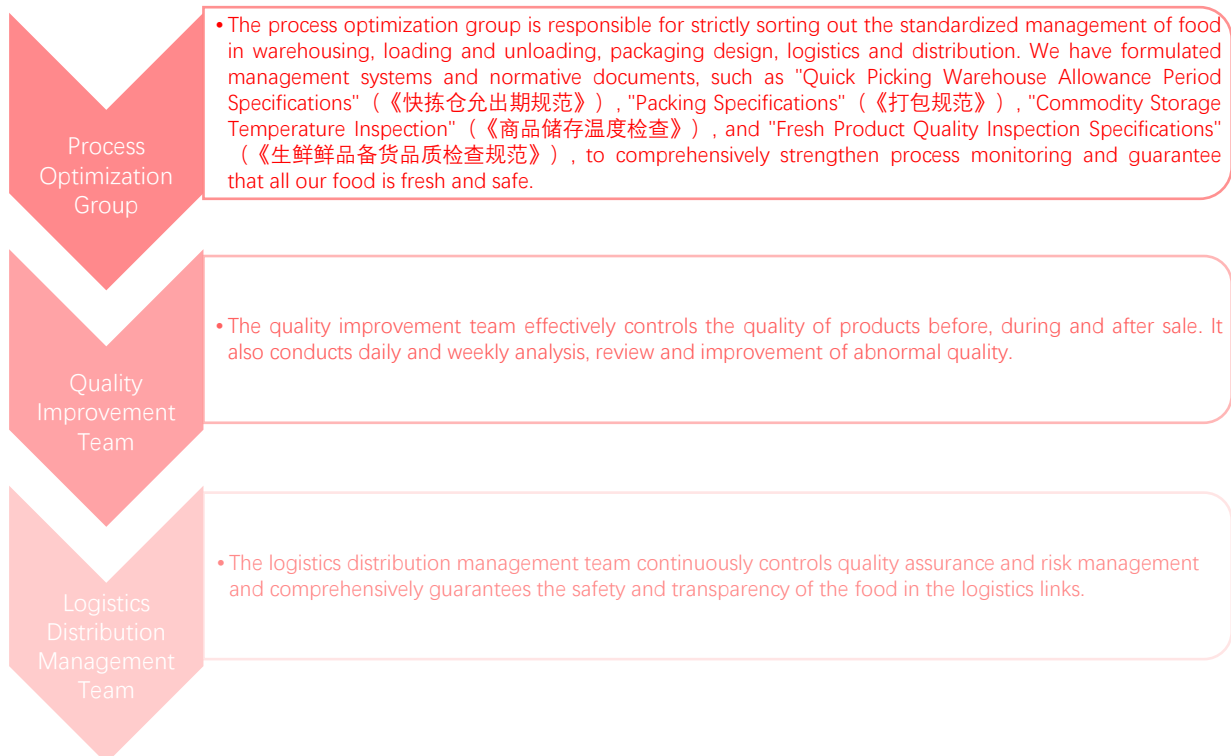 Process
Optimization
Group
• The process optimization group is responsible for strictly sorting out the standardized management of food
in warehousing, loading and unloading, packaging design, logistics and distribution. We have formulated
management systems and normative documents, such as "Quick Picking Warehouse Allowance Period
Specifications"（《快拣仓允出期规范》）, "Packing Specifications"（《打包规范》）, "Commodity Storage
Temperature Inspection"（《商品储存温度检查》）, and "Fresh Product Quality Inspection Specifications"
（《生鲜鲜品备货品质检查规范》）, to comprehensively strengthen process monitoring and guarantee
that all our food is fresh and safe.
Quality
Improvement
Team
• The quality improvement team effectively controls the quality of products before, during and after sale. It
also conducts daily and weekly analysis, review and improvement of abnormal quality.
Logistics
Distribution
Management
Team
• The logistics distribution management team continuously controls quality assurance and risk management
and comprehensively guarantees the safety and transparency of the food in the logistics links.